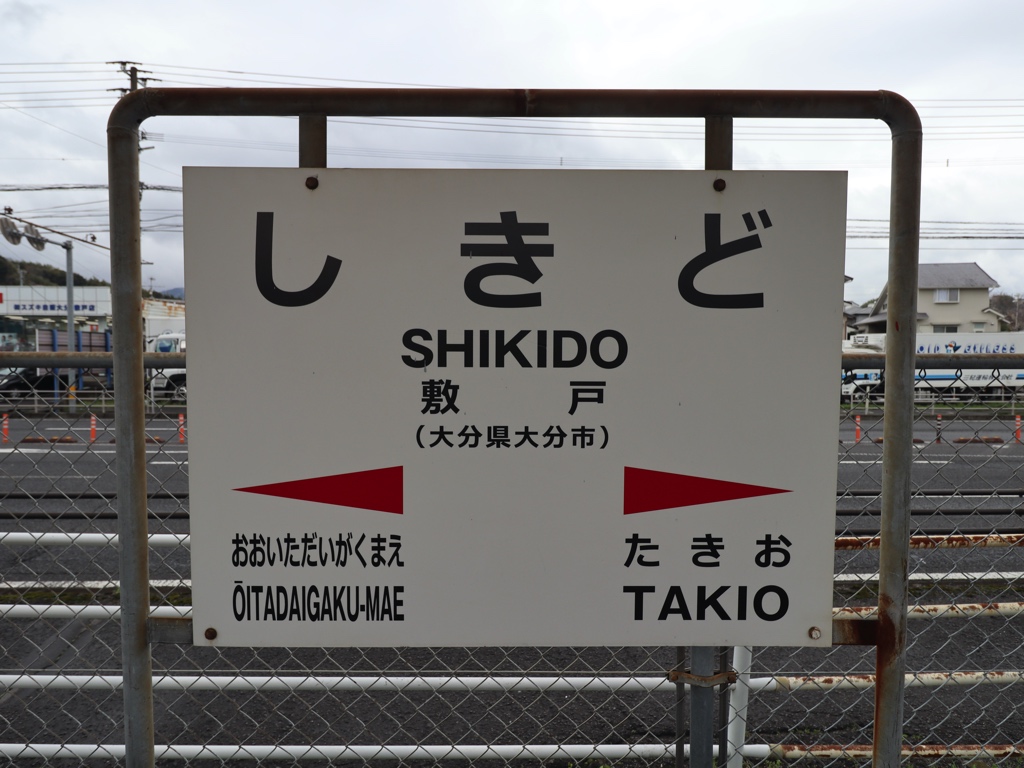 しきど
SHIKIDO
敷戸
（大分県大分市）
おおいただいがくまえ
ŌITADAIGAKU-MAE
たきお
TAKIO